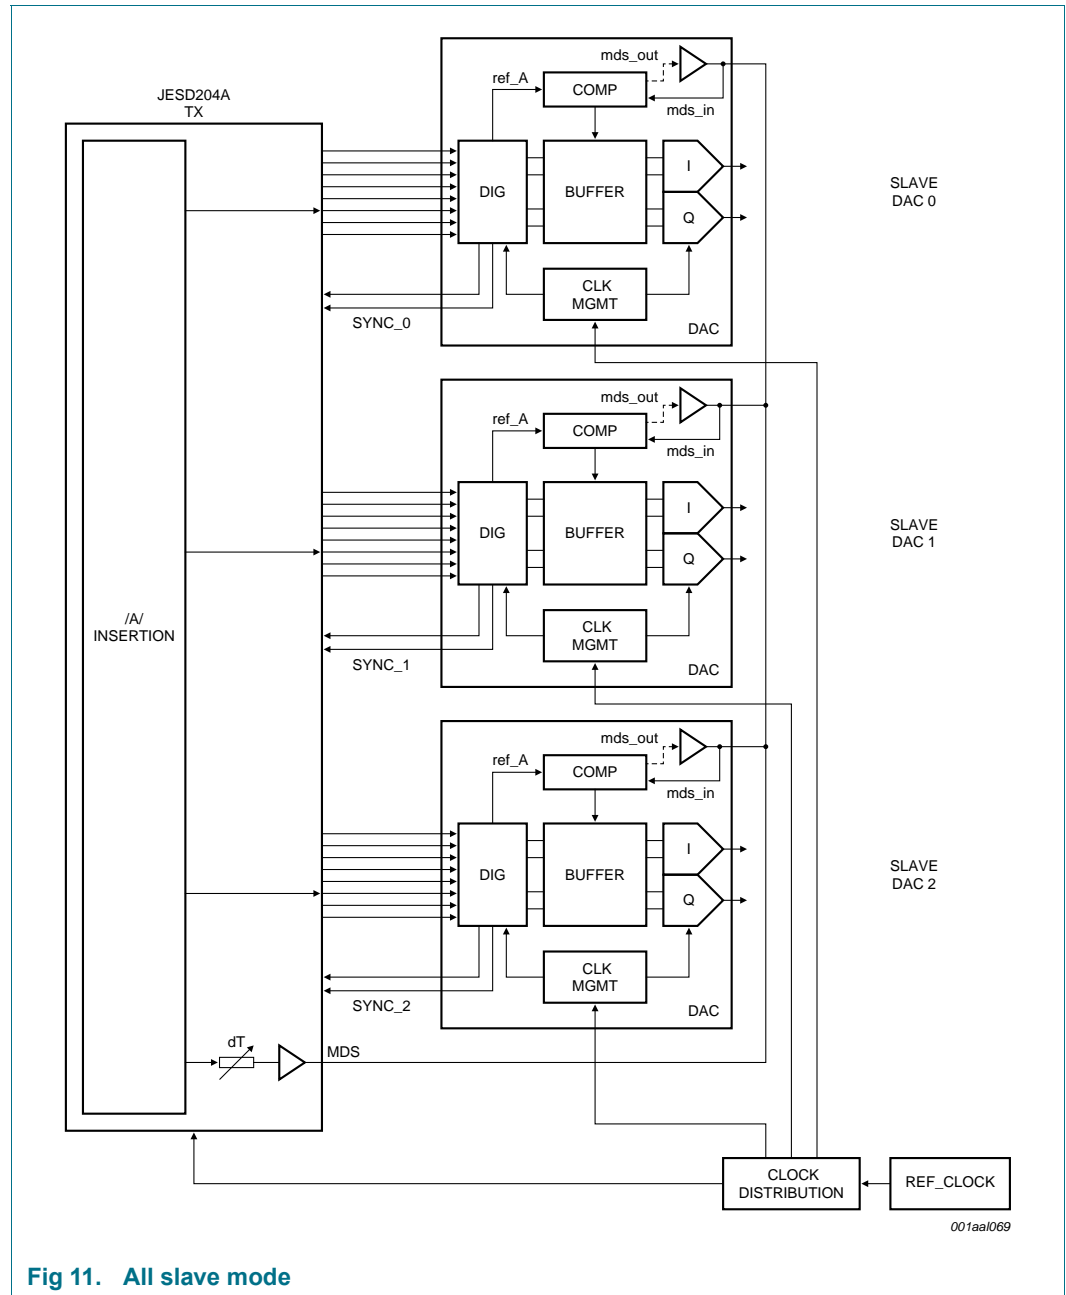 JESD204A
TX
/A/
INSERTION
dT
MDS
mds_out
ref_A
COMP
mds_in
DIG
BUFFER
I
Q
CLK
MGMT
SYNC_0
DAC
SLAVE
DAC 0
mds_out
ref_A
COMP
mds_in
DIG
BUFFER
I
Q
CLK
MGMT
SYNC_1
DAC
SLAVE
DAC 1
mds_out
ref_A
COMP
mds_in
DIG
BUFFER
I
Q
CLK
MGMT
SYNC_2
DAC
SLAVE
DAC 2
CLOCK
DISTRIBUTION
REF_CLOCK
001aal069
Fig 11. All slave mode